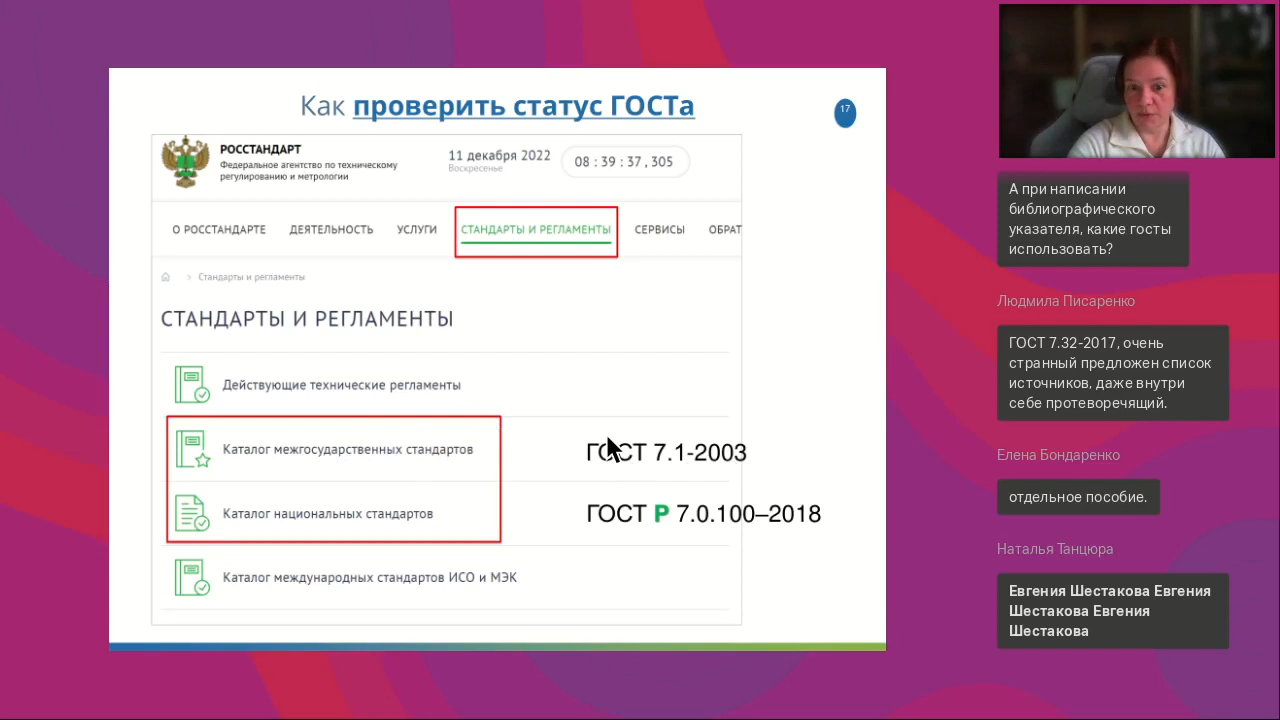 Как проверить статус ГОСТа
17
РОССТАНДАРТ
Федеральное агентство по техническому
регулированию и метрологии
11 декабря 2022
Воскресенье
08 : 39 : 37 , 305
О РОССТАНДАРТЕ ДЕЯТЕЛЬНОСТЬ УСЛУГИ СТАНДАРТЫ И РЕГЛАМЕНТЫ СЕРВИСЫ ОБРАТ
Стандарты и регламенты
СТАНДАРТЫ И РЕГЛАМЕНТЫ
Действующие технические регламенты
Каталог межгосударственных стандартов
ГОСТ 7.1-2003
Каталог национальных стандартов
ГОСТ Р 7.0.100–2018
Каталог международных стандартов ИСО и МЭК
А при написании
библиографического
указателя, какие госты
использовать?
Людмила Писаренко
ГОСТ 7.32-2017, очень
странный предложен список
источников, даже внутри
себе протеворечящий.
Елена Бондаренко
отдельное пособие.
Наталья Танцюра
Евгения Шестакова Евгения
Шестакова Евгения
Шестакова